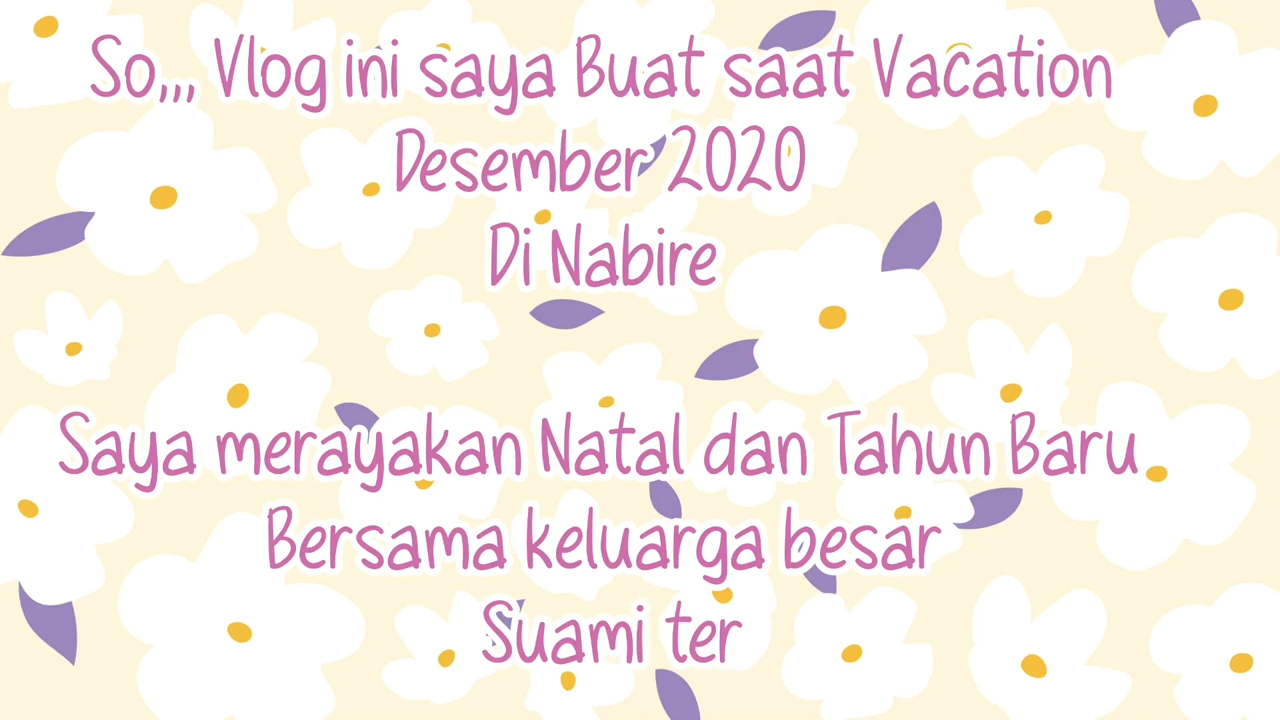 So,,, Vlog ini saya Buat saat Vacation
Desember 2020
Di Nabire
Saya merayakan Natal dan Tahun Baru
Bersama keluarga besar
Suami ter